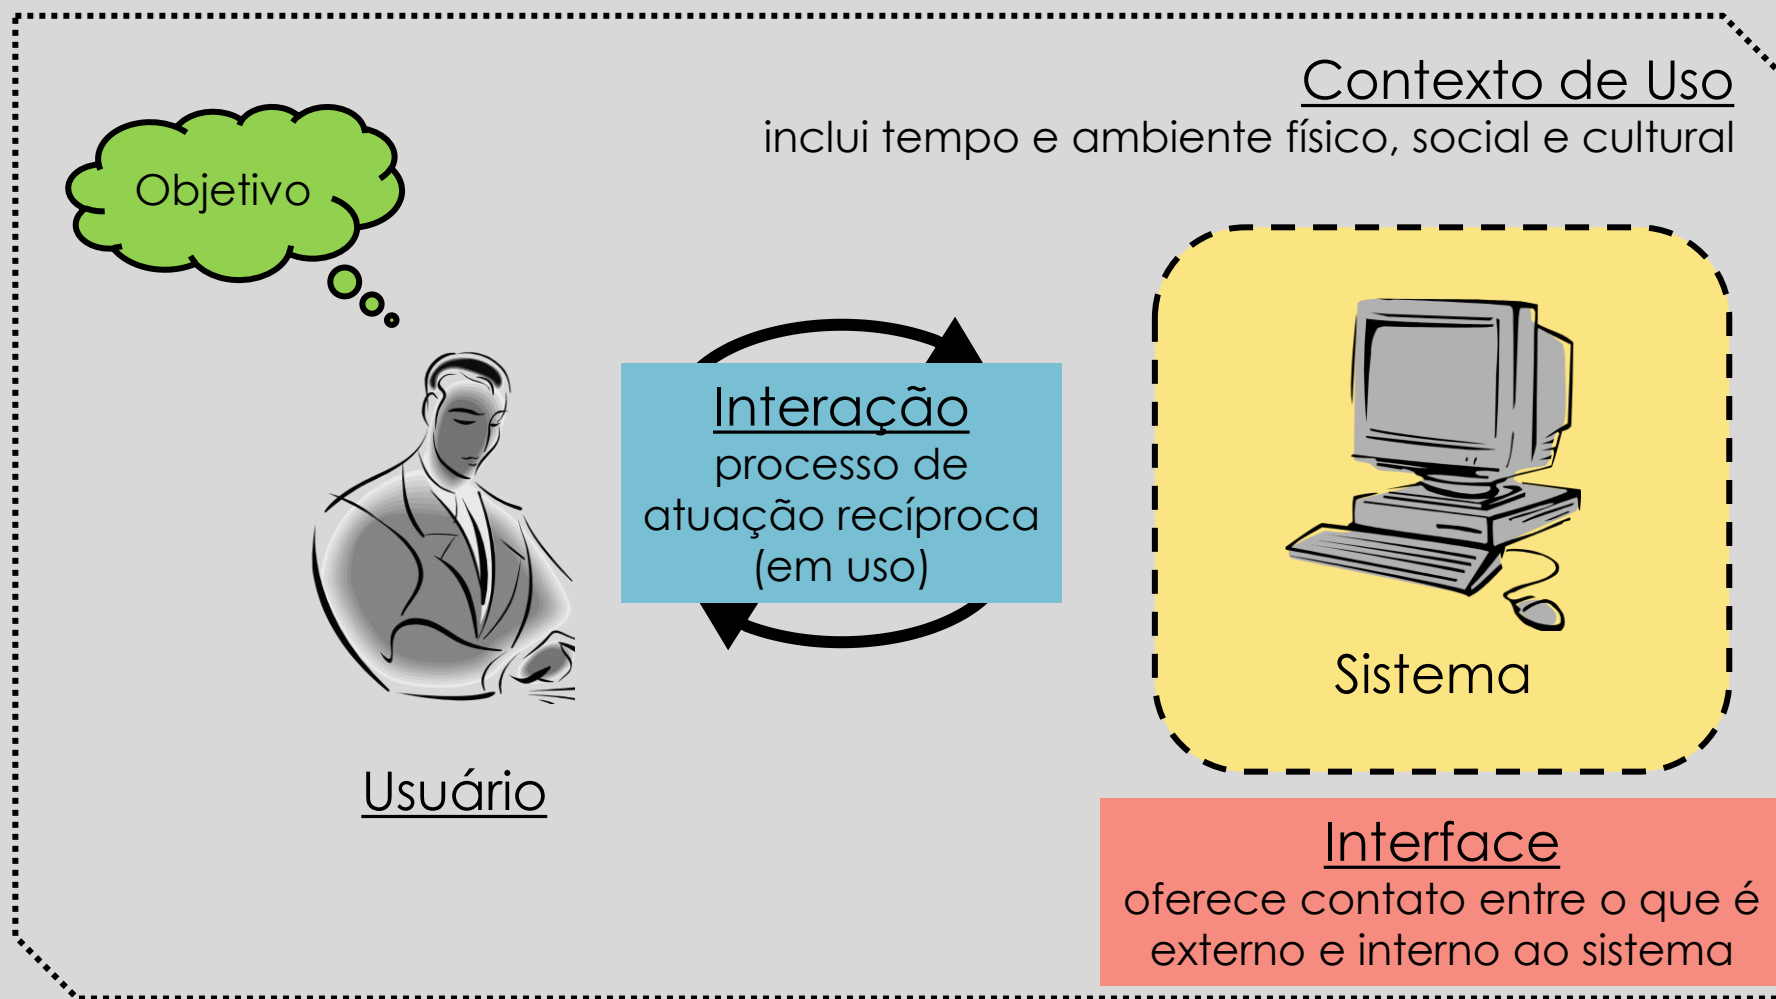 Contexto de Uso
inclui tempo e ambiente físico, social e cultural
Objetivo
Interação
processo de
atuação recíproca
(em uso)
Sistema
Usuário
Interface
oferece contato entre o que é
externo e interno ao sistema